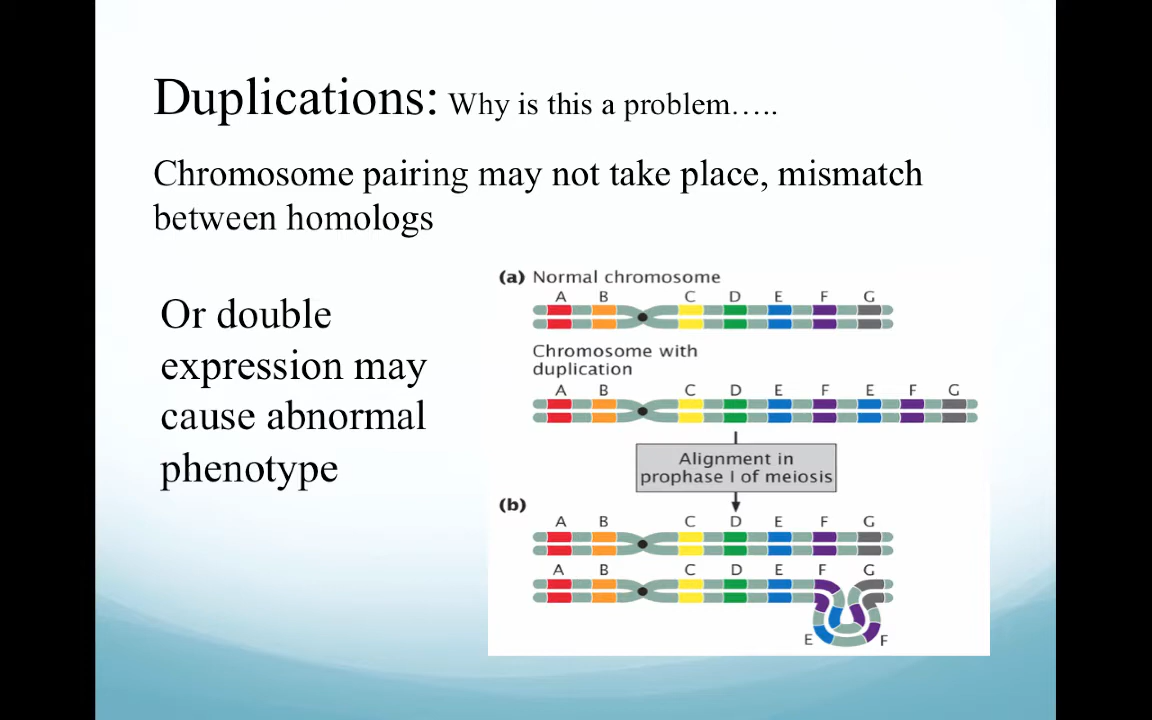 Duplications: Why is this a problem…..
Chromosome pairing may not take place, mismatch
between homologs
Or double
expression may
cause abnormal
phenotype
(a) Normal chromosome
A B C D E F G
Chromosome with
duplication
A B C D E F E F G
Alignment in
prophase I of meiosis
(b)
A B C D E F G
A B C D E F G
E F